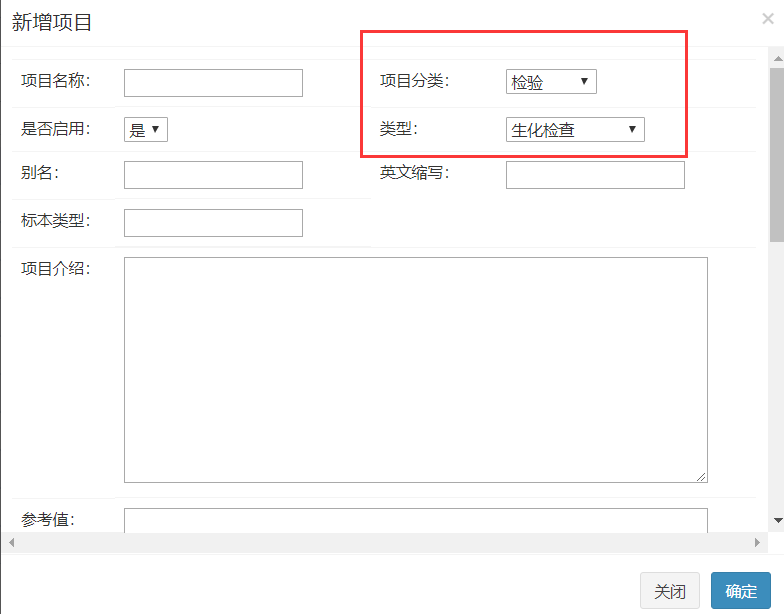 新增项目
项目名称： 项目分类： 检验
是否启用： 是 类型： 生化检查
别名： 英文缩写：
标本类型：
项目介绍：
参考值：
关闭 确定